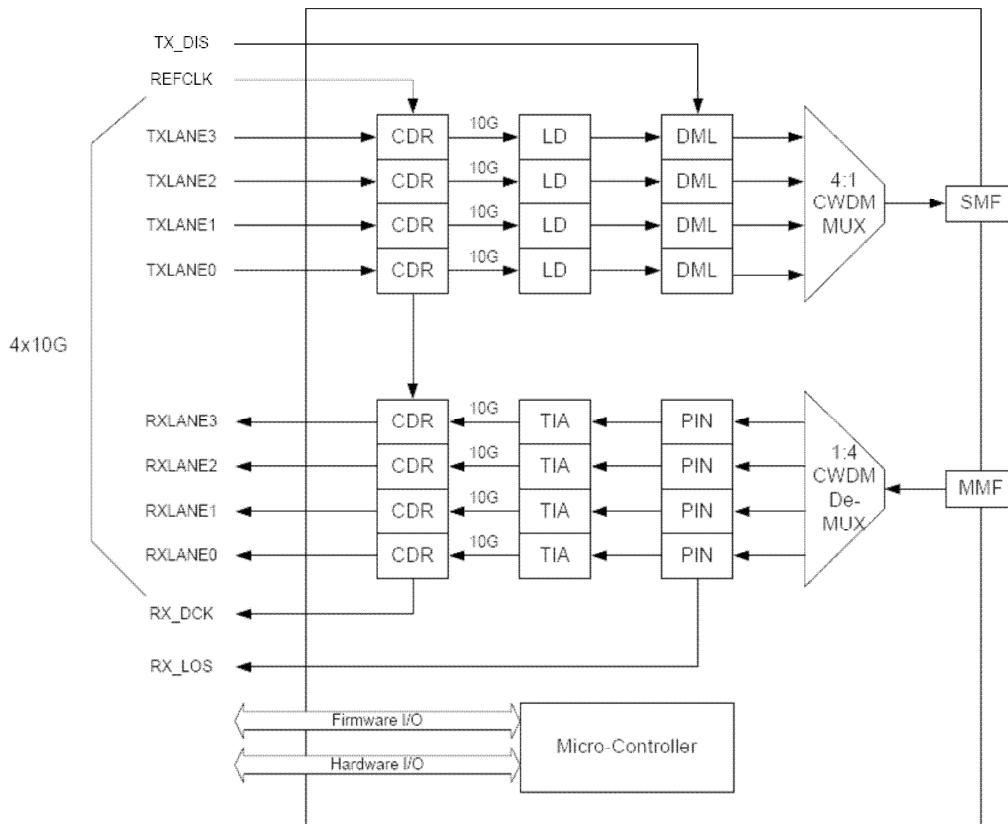 TX_DIS
REFCLK
TXLANE3
CDR
10G
LD
DML
TXLANE2
CDR
10G
LD
DML
TXLANE1
CDR
10G
LD
DML
TXLANE0
CDR
10G
LD
DML
4:1
CWDM
MUX
SMF
4x10G
RXLANE3
CDR
10G
TIA
PIN
RXLANE2
CDR
10G
TIA
PIN
RXLANE1
CDR
10G
TIA
PIN
RXLANE0
CDR
10G
TIA
PIN
1:4
CWDM
De-
MUX
MMF
RX_DCK
RX_LOS
Firmware I/O
Hardware I/O
Micro-Controller